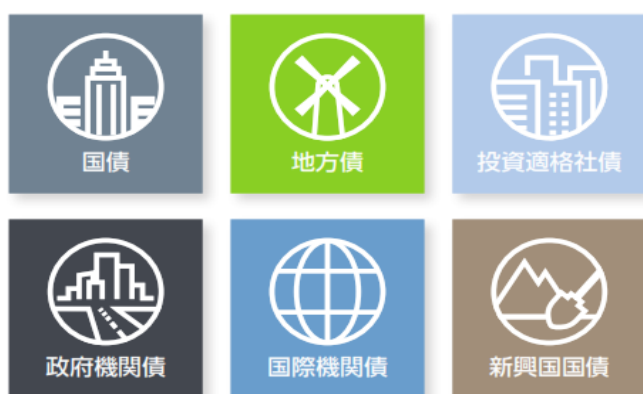 国債
地方債
投資適格社債
政府機関債
国際機関債
新興国国債